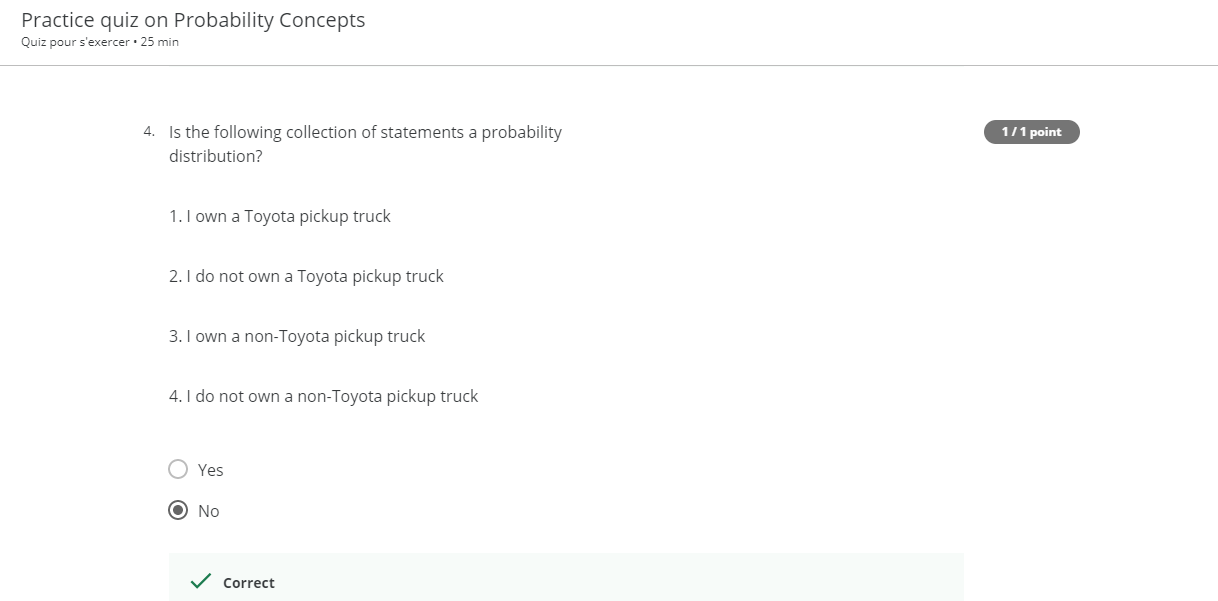 Practice quiz on Probability Concepts
Quiz pour s'exercer • 25 min
4. Is the following collection of statements a probability
distribution?
1 / 1 point
1. I own a Toyota pickup truck
2. I do not own a Toyota pickup truck
3. I own a non-Toyota pickup truck
4. I do not own a non-Toyota pickup truck
Yes
No
Correct